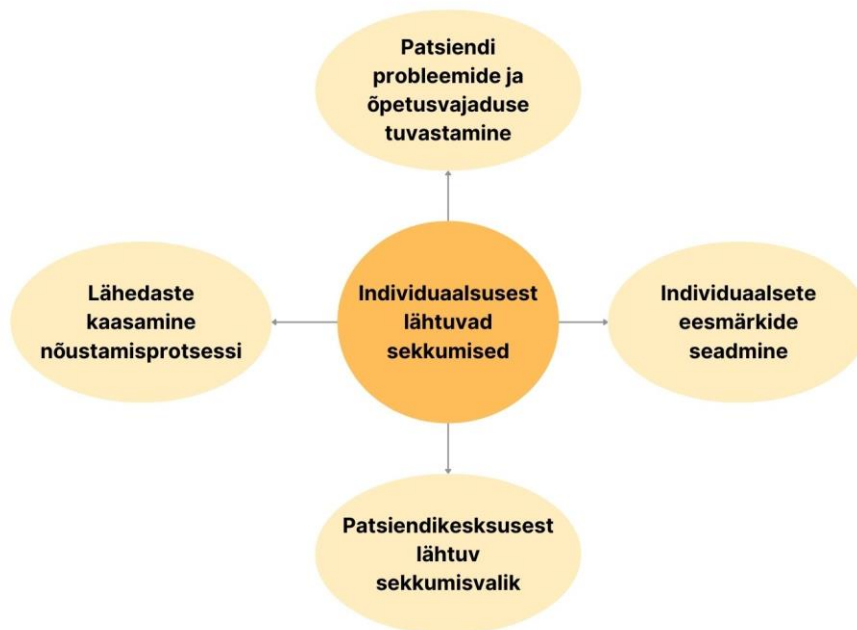 Patsiendi
probleemide ja
õpetusvajaduse
tuvastamine
Lähedaste
kaasamine
nõustamisprotsessi
Individuaalsusest
lähtuvad
sekkumised
Individuaalsete
eesmärkide
seadmine
Patsiendikesksusest
lähtuv
sekkumisvalik